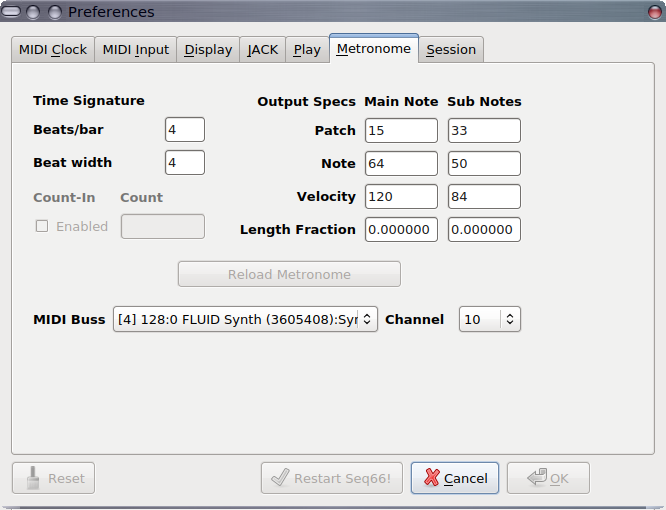 Preferences
MIDI Clock MIDI Input Display JACK Play Metronome Session
Time Signature Output Specs Main Note Sub Notes
Beats/bar 4 Patch 15 33
Beat width 4 Note 64 50
Count-In Count Velocity 120 84
Enabled Length Fraction 0.000000 0.000000
Reload Metronome
MIDI Buss [4] 128:0 FLUID Synth (3605408):Syn Channel 10
Reset Restart Seq66! Cancel OK